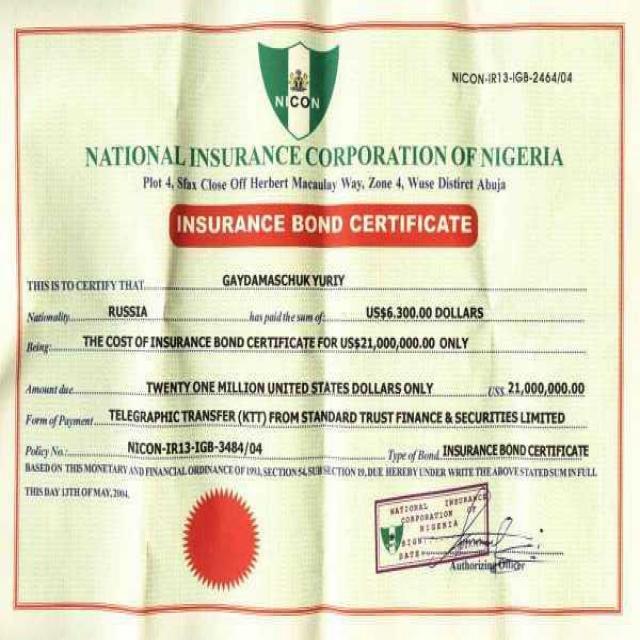 NICON-IR13-IGB-2464/04
NICON
NATIONAL INSURANCE CORPORATION OF NIGERIA
Plot 4, Sfax Close Off Herbert Macaulay Way, Zone 4, Wuse Distirct Abuja
INSURANCE BOND CERTIFICATE
THIS IS TO CERTIFY THAT GAYDAMASCHUK YURIY
Nationality RUSSIA has paid the sum of: US$6,300.00 DOLLARS
Being: THE COST OF INSURANCE BOND CERTIFICATE FOR US$21,000,000.00 ONLY
Amount due TWENTY ONE MILLION UNITED STATES DOLLARS ONLY US$ 21,000,000.00
Form of Payment TELEGRAPHIC TRANSFER (KTT) FROM STANDARD TRUST FINANCE & SECURITIES LIMITED
Policy No.: NICON-IR13-IGB-3484/04 Type of Bond INSURANCE BOND CERTIFICATE
BASED ON THIS MONETARY AND FINANCIAL ORDINANCE OF 1911, SECTION 54, SUB SECTION 19, DUE HEREBY UNDER WRITE THE ABOVE STATED SUM IN FULL
THIS DAY 13TH OF MAY, 2004.
NATIONAL INSURANCE
CORPORATION OF
NIGERIA
SIGN
DATE
Authorizing Officer